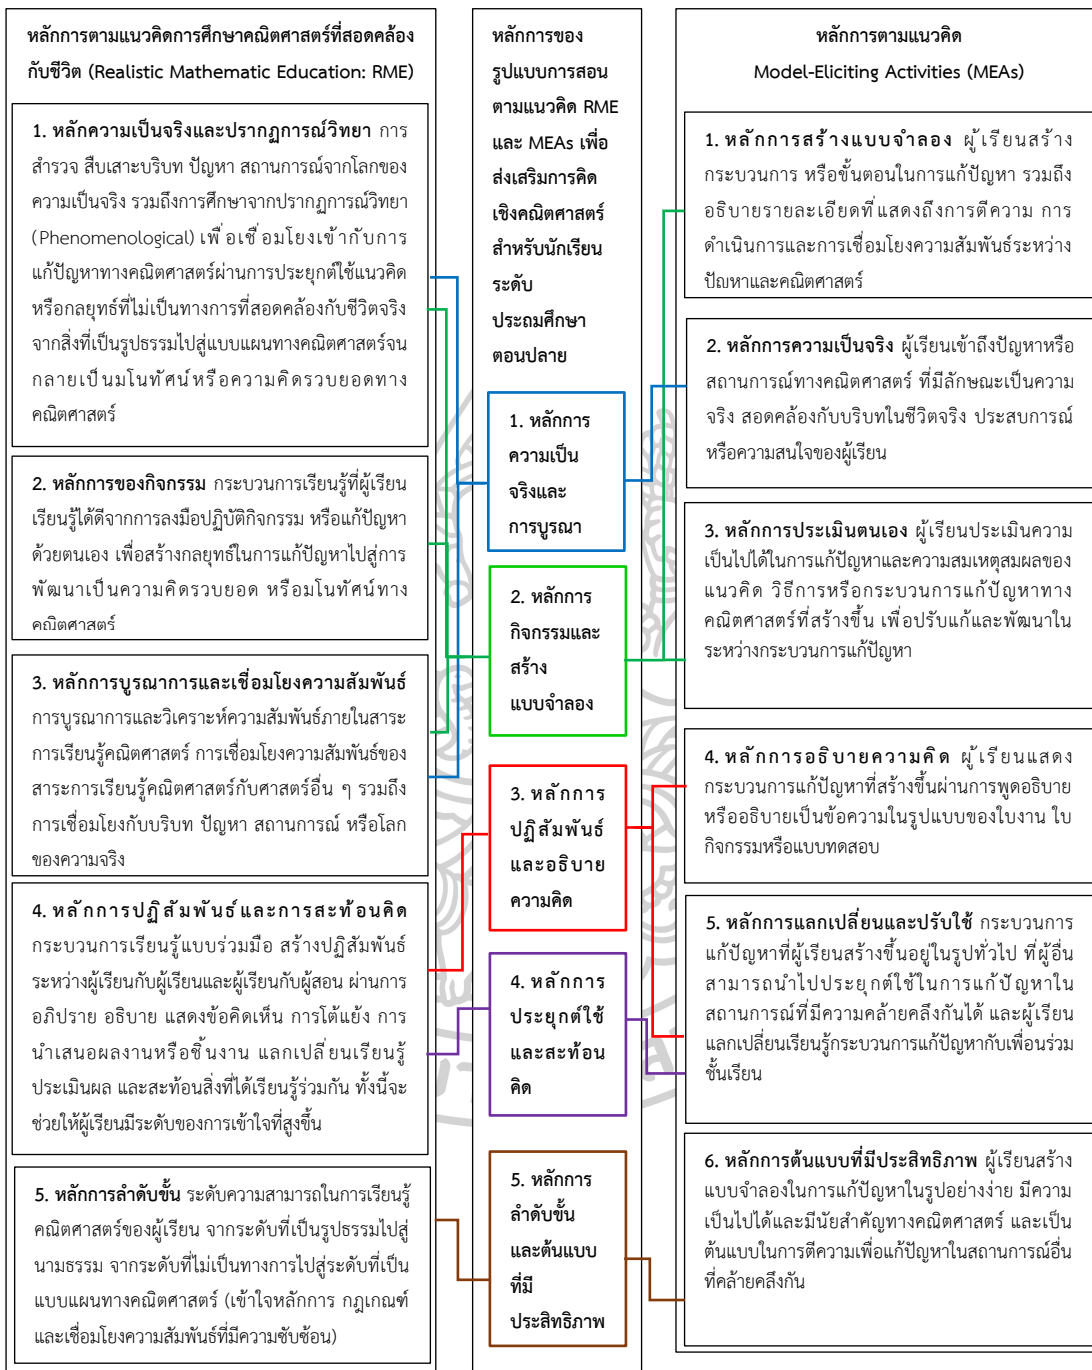 หลักการตามแนวคิดการศึกษาคณิตศาสตร์ที่สอดคล้อง
กับชีวิต (Realistic Mathematic Education: RME)
1. หลักความเป็นจริงและปรากฏการณ์วิทยา การ
สำรวจ สืบเสาะบริบท ปัญหา สถานการณ์จากโลกของ
ความเป็นจริง รวมถึงการศึกษาจากปรากฏการณ์วิทยา
(Phenomenological) เพื่อเชื่อมโยงเข้ากับการ
แก้ปัญหาทางคณิตศาสตร์ผ่านการประยุกต์ใช้แนวคิด
หรือกลยุทธ์ที่ไม่เป็นทางการที่สอดคล้องกับชีวิตจริง
จากสิ่งที่เป็นรูปธรรมไปสู่แบบแผนทางคณิตศาสตร์จน
กลายเป็นมโนทัศน์หรือความคิดรวบยอดทาง
คณิตศาสตร์
2. หลักการของกิจกรรม กระบวนการเรียนรู้ที่ผู้เรียน
เรียนรู้ได้ดีจากการลงมือปฏิบัติกิจกรรม หรือแก้ปัญหา
ด้วยตนเอง เพื่อสร้างกลยุทธ์ในการแก้ปัญหาไปสู่การ
พัฒนาเป็นความคิดรวบยอด หรือมโนทัศน์ทาง
คณิตศาสตร์
3. หลักการบูรณาการและเชื่อมโยงความสัมพันธ์
การบูรณาการและวิเคราะห์ความสัมพันธ์ภายในสาระ
การเรียนรู้คณิตศาสตร์ การเชื่อมโยงความสัมพันธ์ของ
สาระการเรียนรู้คณิตศาสตร์กับศาสตร์อื่น ๆ รวมถึง
การเชื่อมโยงกับบริบท ปัญหา สถานการณ์ หรือโลก
ของความจริง
4. หลักการปฏิสัมพันธ์และการสะท้อนคิด
กระบวนการเรียนรู้แบบร่วมมือ สร้างปฏิสัมพันธ์
ระหว่างผู้เรียนกับผู้เรียนและผู้เรียนกับผู้สอน ผ่านการ
อภิปราย อธิบาย แสดงข้อคิดเห็น การโต้แย้ง การ
นำเสนอผลงานหรือชิ้นงาน แลกเปลี่ยนเรียนรู้
ประเมินผล และสะท้อนสิ่งที่ได้เรียนรู้ร่วมกัน ทั้งนี้จะ
ช่วยให้ผู้เรียนมีระดับของการเข้าใจที่สูงขึ้น
5. หลักการลำดับขั้น ระดับความสามารถในการเรียนรู้
คณิตศาสตร์ของผู้เรียน จากระดับที่เป็นรูปธรรมไปสู่
นามธรรม จากระดับที่ไม่เป็นทางการไปสู่ระดับที่เป็น
แบบแผนทางคณิตศาสตร์ (เข้าใจหลักการ กฎเกณฑ์
และเชื่อมโยงความสัมพันธ์ที่มีความซับซ้อน)
หลักการของ
รูปแบบการสอน
ตามแนวคิด RME
และ MEAs เพื่อ
ส่งเสริมการคิด
เชิงคณิตศาสตร์
สำหรับนักเรียน
ระดับ
ประถมศึกษา
ตอนปลาย
1. หลักการ
ความเป็น
จริงและ
การบูรณา
2. หลักการ
กิจกรรมและ
สร้าง
แบบจำลอง
3. หลักการ
ปฏิสัมพันธ์
และอธิบาย
ความคิด
4. หลักการ
ประยุกต์ใช้
และสะท้อน
คิด
5. หลักการ
ลำดับขั้น
และต้นแบบ
ที่มี
ประสิทธิภาพ
หลักการตามแนวคิด
Model-Eliciting Activities (MEAs)
1. หลักการสร้างแบบจำลอง ผู้เรียนสร้าง
กระบวนการ หรือขั้นตอนในการแก้ปัญหา รวมถึง
อธิบายรายละเอียดที่แสดงถึงการตีความ การ
ดำเนินการและการเชื่อมโยงความสัมพันธ์ระหว่าง
ปัญหาและคณิตศาสตร์
2. หลักการความเป็นจริง ผู้เรียนเข้าถึงปัญหาหรือ
สถานการณ์ทางคณิตศาสตร์ ที่มีลักษณะเป็นความ
จริง สอดคล้องกับบริบทในชีวิตจริง ประสบการณ์
หรือความสนใจของผู้เรียน
3. หลักการประเมินตนเอง ผู้เรียนประเมินความ
เป็นไปได้ในการแก้ปัญหาและความสมเหตุสมผลของ
แนวคิด วิธีการหรือกระบวนการแก้ปัญหาทาง
คณิตศาสตร์ที่สร้างขึ้น เพื่อปรับแก้และพัฒนาใน
ระหว่างกระบวนการแก้ปัญหา
4. หลักการอธิบายความคิด ผู้เรียนแสดง
กระบวนการแก้ปัญหาที่สร้างขึ้นผ่านการพูดอธิบาย
หรืออธิบายเป็นข้อความในรูปแบบของใบงาน ใบ
กิจกรรมหรือแบบทดสอบ
5. หลักการแลกเปลี่ยนและปรับใช้ กระบวนการ
แก้ปัญหาที่ผู้เรียนสร้างขึ้นอยู่ในรูปทั่วไป ที่ผู้อื่น
สามารถนำไปประยุกต์ใช้ในการแก้ปัญหาใน
สถานการณ์ที่มีความคล้ายคลึงกันได้ และผู้เรียน
แลกเปลี่ยนเรียนรู้กระบวนการแก้ปัญหากับเพื่อนร่วม
ชั้นเรียน
6. หลักการต้นแบบที่มีประสิทธิภาพ ผู้เรียนสร้าง
แบบจำลองในการแก้ปัญหาในรูปอย่างง่าย มีความ
เป็นไปได้และมีนัยสำคัญทางคณิตศาสตร์ และเป็น
ต้นแบบในการตีความเพื่อแก้ปัญหาในสถานการณ์อื่น
ที่คล้ายคลึงกัน